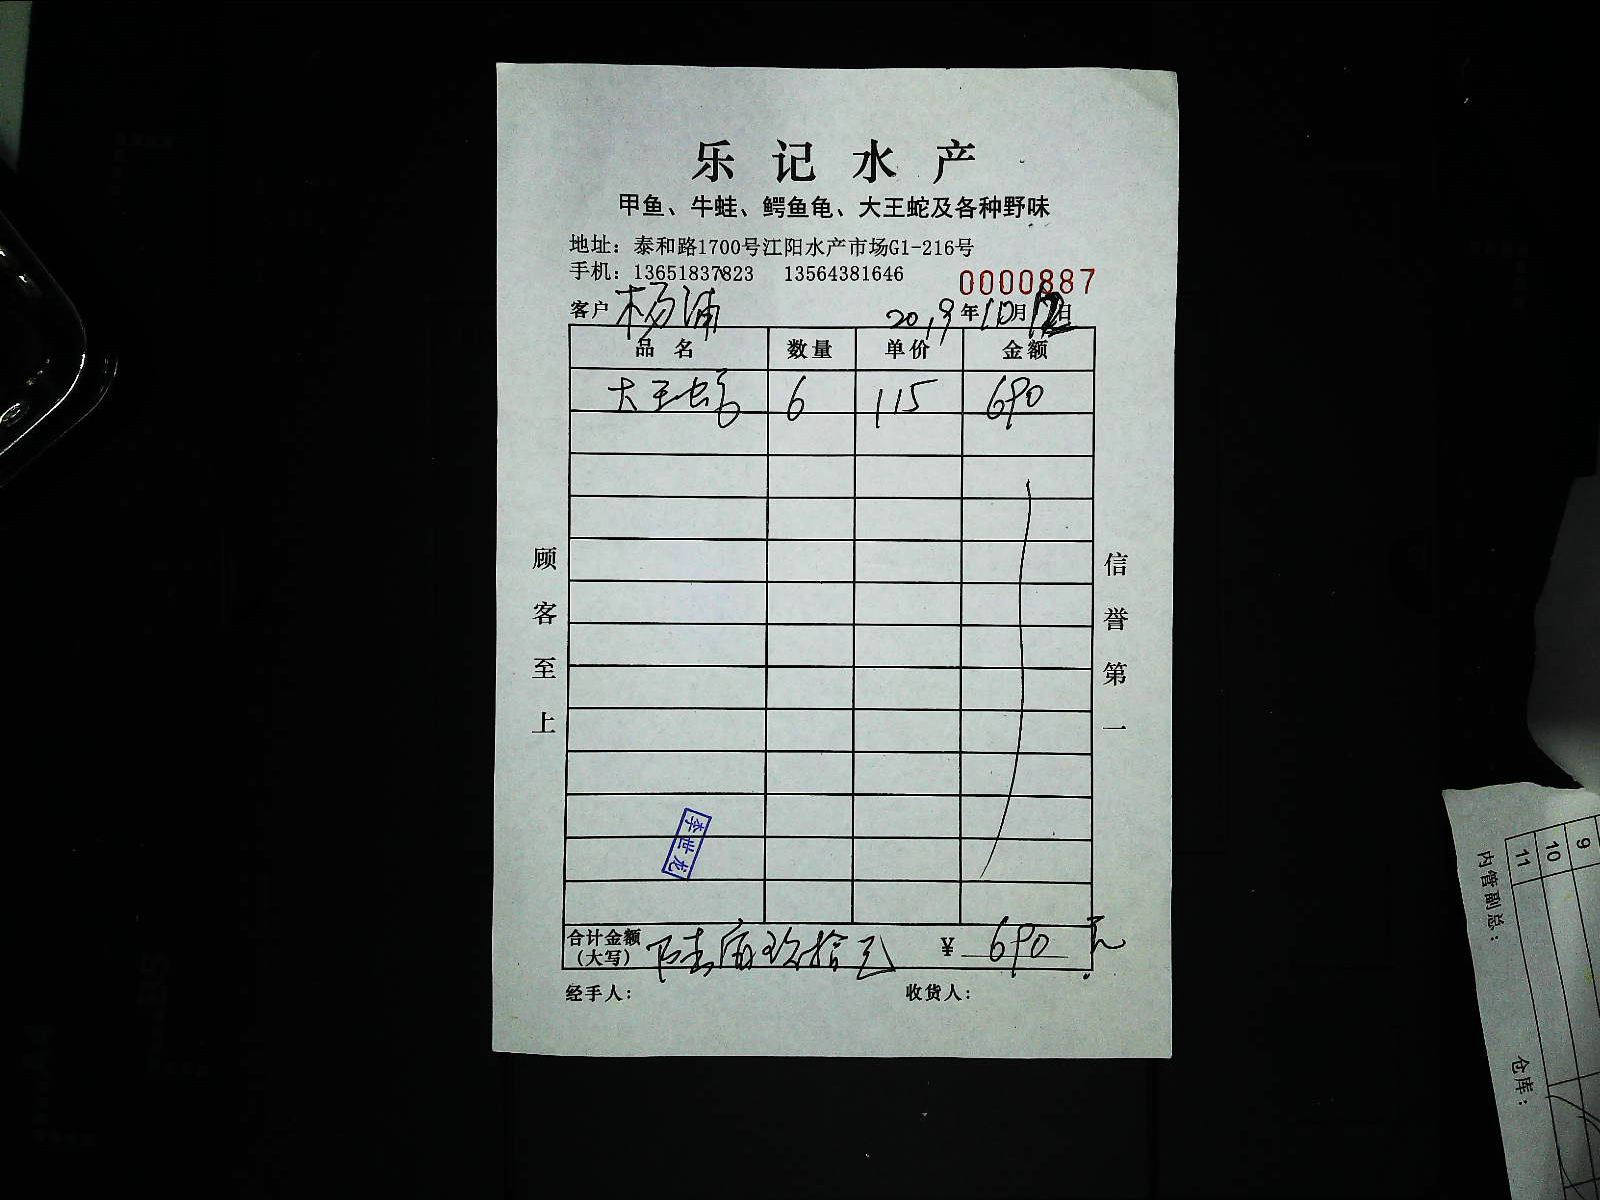 乐记水产
甲鱼、牛蛙、鳄鱼龟、大王蛇及各种野味
地址：泰和路1700号江阳水产市场G1-216号
手机：13651837823 13564381646
0000887
客户 杨浦 2019年10月12日
品名 数量 单价 金额
大王蛇 6 115 690
顾客至上
信誉第一
李世龙
合计金额（大写） 陆佰玖拾元 ¥ 690元
经手人： 收货人：
9
10
11
内管副总：
仓库：